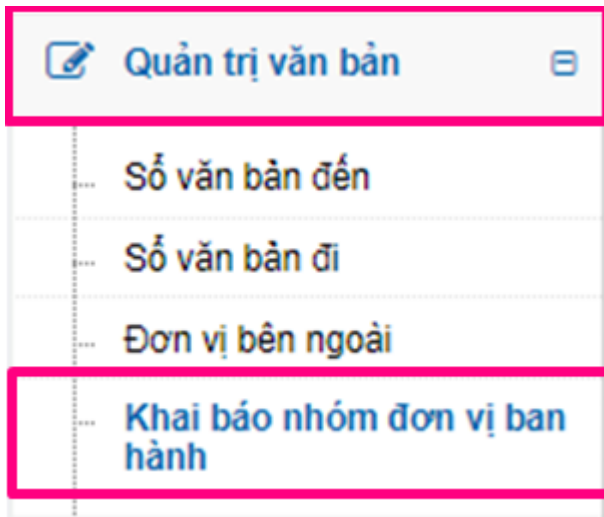 Quản trị văn bản
Sổ văn bản đến
Sổ văn bản đi
Đơn vị bên ngoài
Khai báo nhóm đơn vị ban
hành